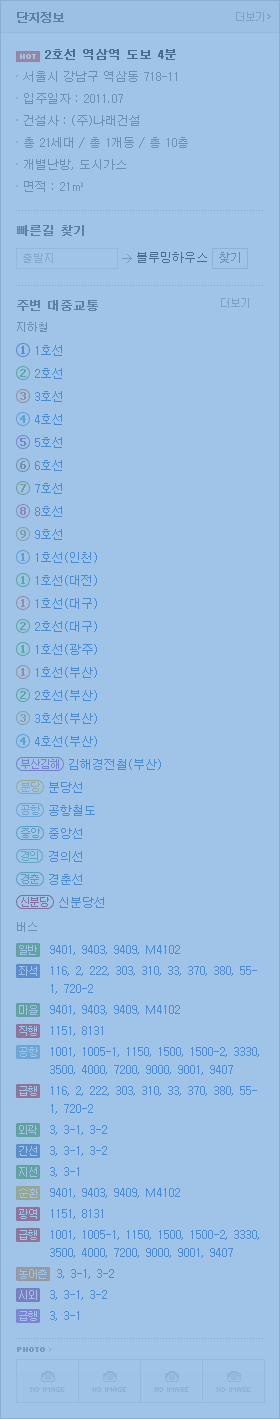 단지정보 더보기
HOT 2호선 역삼역 도보 4분
· 서울시 강남구 역삼동 718-11
· 입주일자 : 2011.07
· 건설사 : (주)나래건설
· 총 21세대 / 총 1개동 / 총 10층
· 개별난방, 도시가스
· 면적 : 21㎡
빠른길 찾기
출발지 → 블루밍하우스 찾기
주변 대중교통 더보기
지하철
1 1호선
2 2호선
3 3호선
4 4호선
5 5호선
6 6호선
7 7호선
8 8호선
9 9호선
1 1호선(인천)
1 1호선(대전)
1 1호선(대구)
2 2호선(대구)
1 1호선(광주)
1 1호선(부산)
2 2호선(부산)
3 3호선(부산)
4 4호선(부산)
부산김해 김해경전철(부산)
분당 분당선
공항 공항철도
중앙 중앙선
경의 경의선
경춘 경춘선
신분당 신분당선
버스
일반 9401, 9403, 9409, M4102
좌석 116, 2, 222, 303, 310, 33, 370, 380, 55-
1, 720-2
마을 9401, 9403, 9409, M4102
직행 1151, 8131
공항 1001, 1005-1, 1150, 1500, 1500-2, 3330,
3500, 4000, 7200, 9000, 9001, 9407
급행 116, 2, 222, 303, 310, 33, 370, 380, 55-
1, 720-2
외곽 3, 3-1, 3-2
간선 3, 3-1, 3-2
지선 3, 3-1
순환 9401, 9403, 9409, M4102
광역 1151, 8131
급행 1001, 1005-1, 1150, 1500, 1500-2, 3330,
3500, 4000, 7200, 9000, 9001, 9407
농어촌 3, 3-1, 3-2
시외 3, 3-1, 3-2
급행 3, 3-1
PHOTO
NO IMAGE NO IMAGE NO IMAGE NO IMAGE